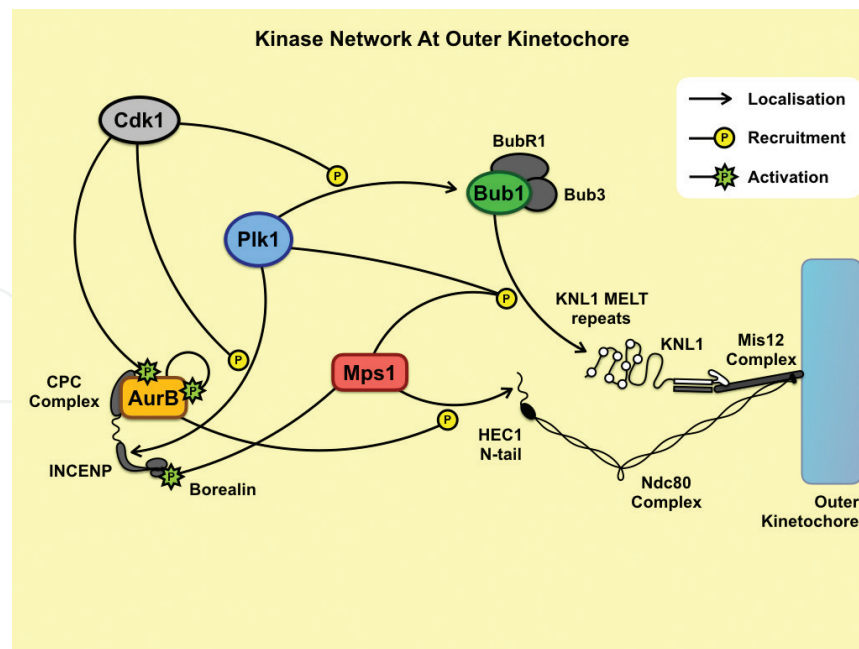 Kinase Network At Outer Kinetochore
Localisation
P
Recruitment
P
Activation
Cdk1
P
BubR1
Bub1
Bub3
Plk1
P
KNL1 MELT
repeats
KNL1
Mis12
Complex
P
Mps1
CPC
Complex
P
AurB
P
P
HEC1
N-tail
INCENP
P
Borealin
Ndc80
Complex
Outer
Kinetochore